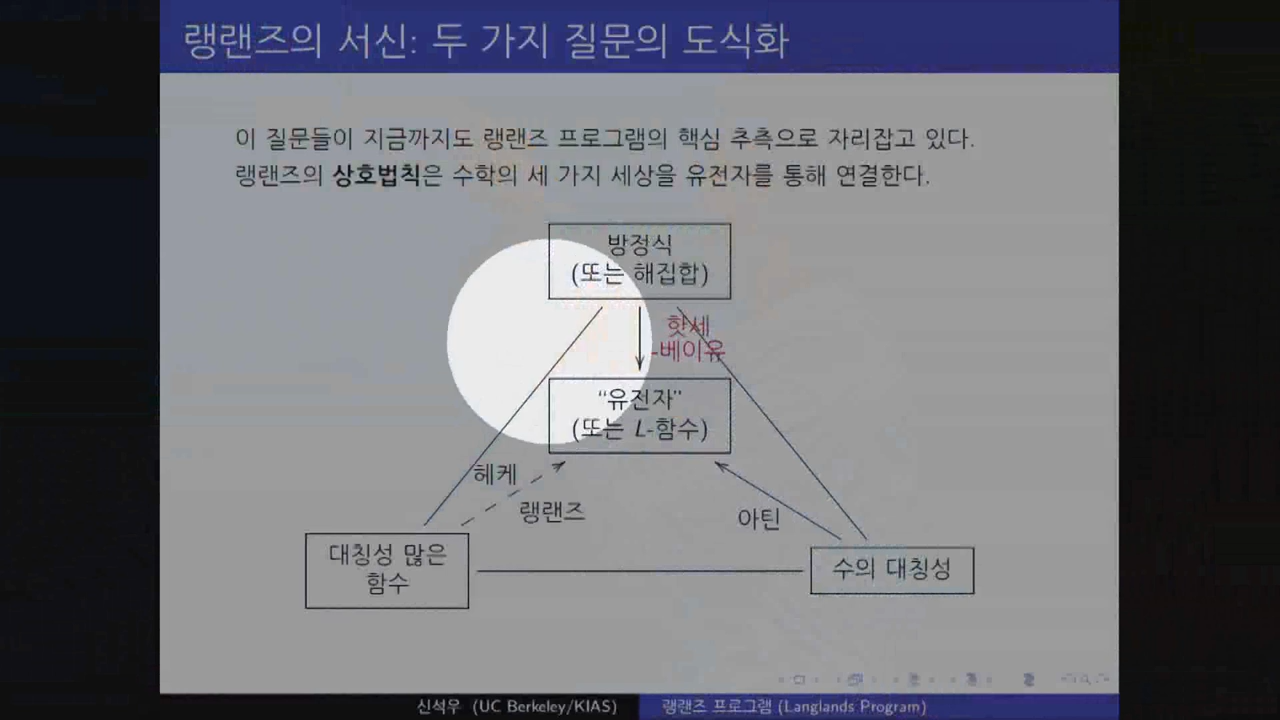 랭랜즈의 서신: 두 가지 질문의 도식화
이 질문들이 지금까지도 랭랜즈 프로그램의 핵심 추측으로 자리잡고 있다.
랭랜즈의 상호법칙은 수학의 세 가지 세상을 유전자를 통해 연결한다.
방정식
(또는 해집합)
핫세
-베이유
“유전자”
(또는 L-함수)
헤케
랭랜즈
아틴
대칭성 많은
함수
수의 대칭성
신석우 (UC Berkeley/KIAS)
랭랜즈 프로그램 (Langlands Program)